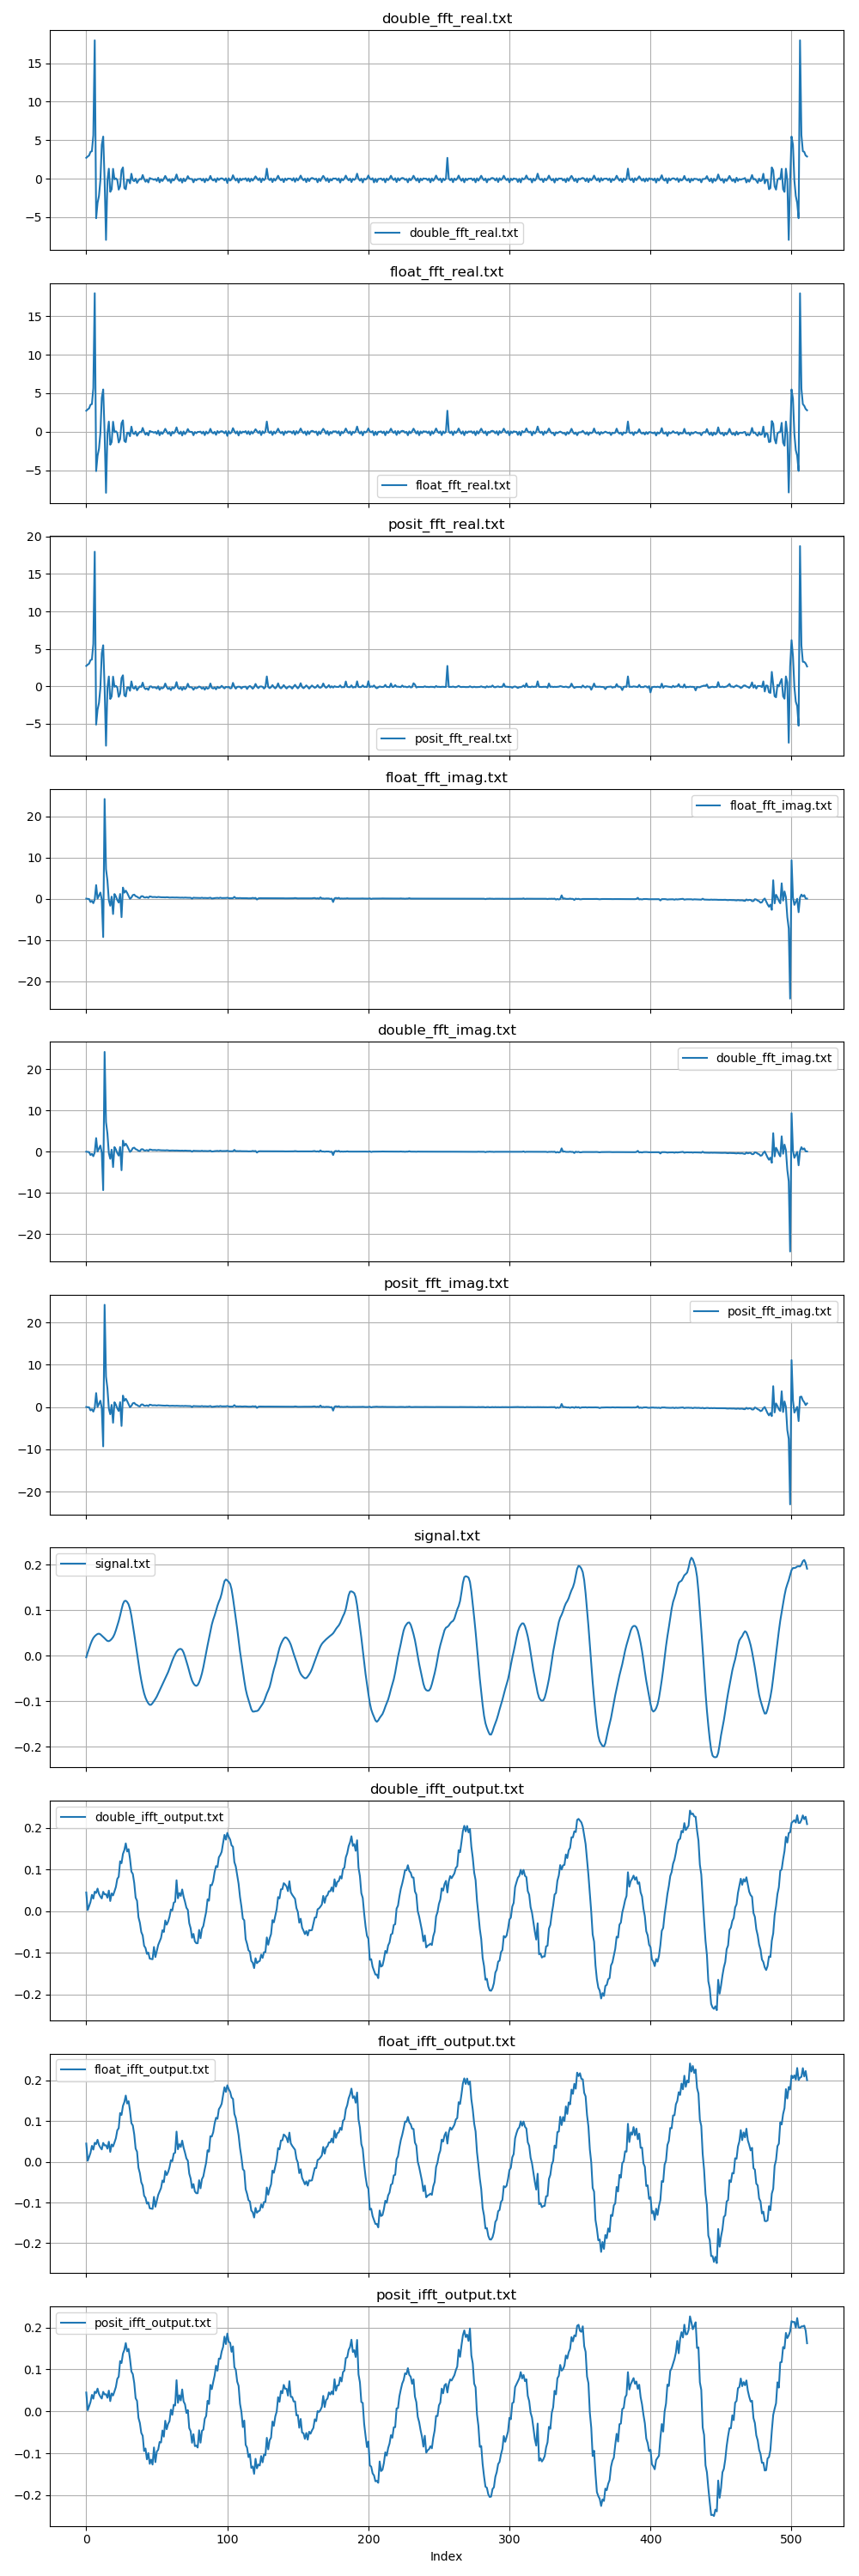 double_fft_real.txt
15
10
5
0
−5
double_fft_real.txt
float_fft_real.txt
15
10
5
0
−5
float_fft_real.txt
posit_fft_real.txt
20
15
10
5
0
−5
posit_fft_real.txt
float_fft_imag.txt
20
10
0
−10
−20
float_fft_imag.txt
double_fft_imag.txt
20
10
0
−10
−20
double_fft_imag.txt
posit_fft_imag.txt
20
10
0
−10
−20
posit_fft_imag.txt
signal.txt
0.2
0.1
0.0
−0.1
−0.2
signal.txt
double_ifft_output.txt
0.2
0.1
0.0
−0.1
−0.2
double_ifft_output.txt
float_ifft_output.txt
0.2
0.1
0.0
−0.1
−0.2
float_ifft_output.txt
posit_ifft_output.txt
0.2
0.1
0.0
−0.1
−0.2
posit_ifft_output.txt
0 100 200 300 400 500
Index